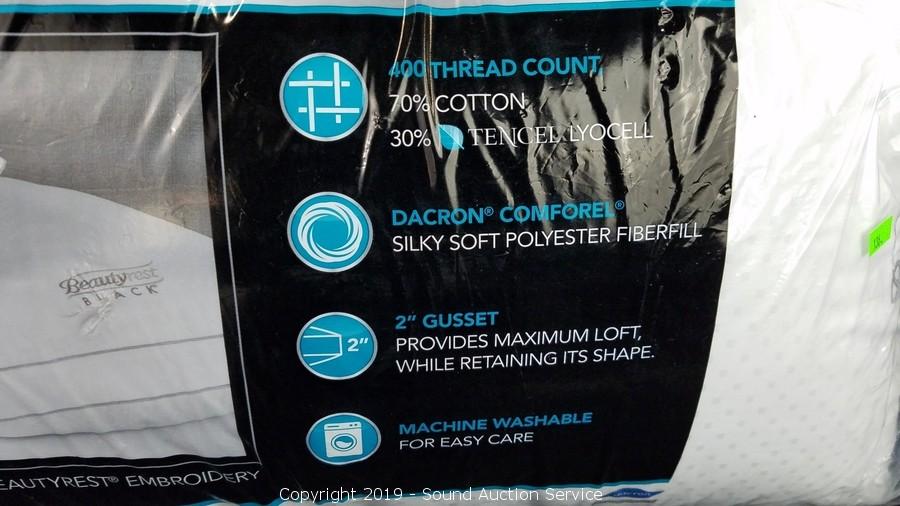 400 THREAD COUNT
70% COTTON
30% TENCEL LYOCELL
DACRON® COMFOREL®
SILKY SOFT POLYESTER FIBERFILL
2" GUSSET
2"
PROVIDES MAXIMUM LOFT,
WHILE RETAINING ITS SHAPE.
MACHINE WASHABLE
FOR EASY CARE
Beautyrest
BLACK
EAUTYREST® EMBROIDERY
Copyright 2019 - Sound Auction Service